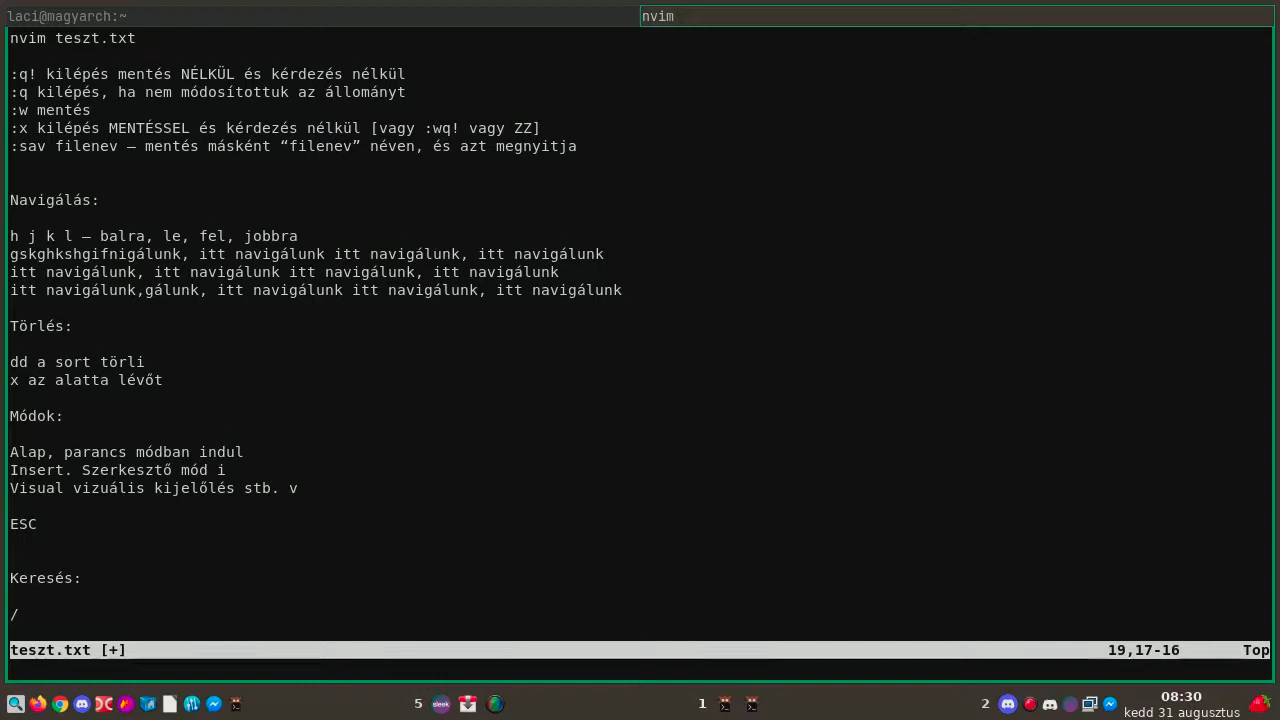 laci@magyarch:~
nvim
nvim teszt.txt
:q! kilépés mentés NÉLKÜL és kérdezés nélkül
:q kilépés, ha nem módosítottuk az állományt
:w mentés
:x kilépés MENTÉSSEL és kérdezés nélkül [vagy :wq! vagy ZZ]
:sav filenev – mentés másként “filenev” néven, és azt megnyitja
Navigálás:
h j k l – balra, le, fel, jobbra
gskghkshgifnigálunk, itt navigálunk itt navigálunk, itt navigálunk
itt navigálunk, itt navigálunk itt navigálunk, itt navigálunk
itt navigálunk,gálunk, itt navigálunk itt navigálunk, itt navigálunk
Törlés:
dd a sort törli
x az alatta lévőt
Módok:
Alap, parancs módban indul
Insert. Szerkesztő mód i
Visual vizuális kijelőlés stb. v
ESC
Keresés:
/
teszt.txt [+] 19,17-16 Top
5 sleek 1 2 08:30
kedd 31 augusztus